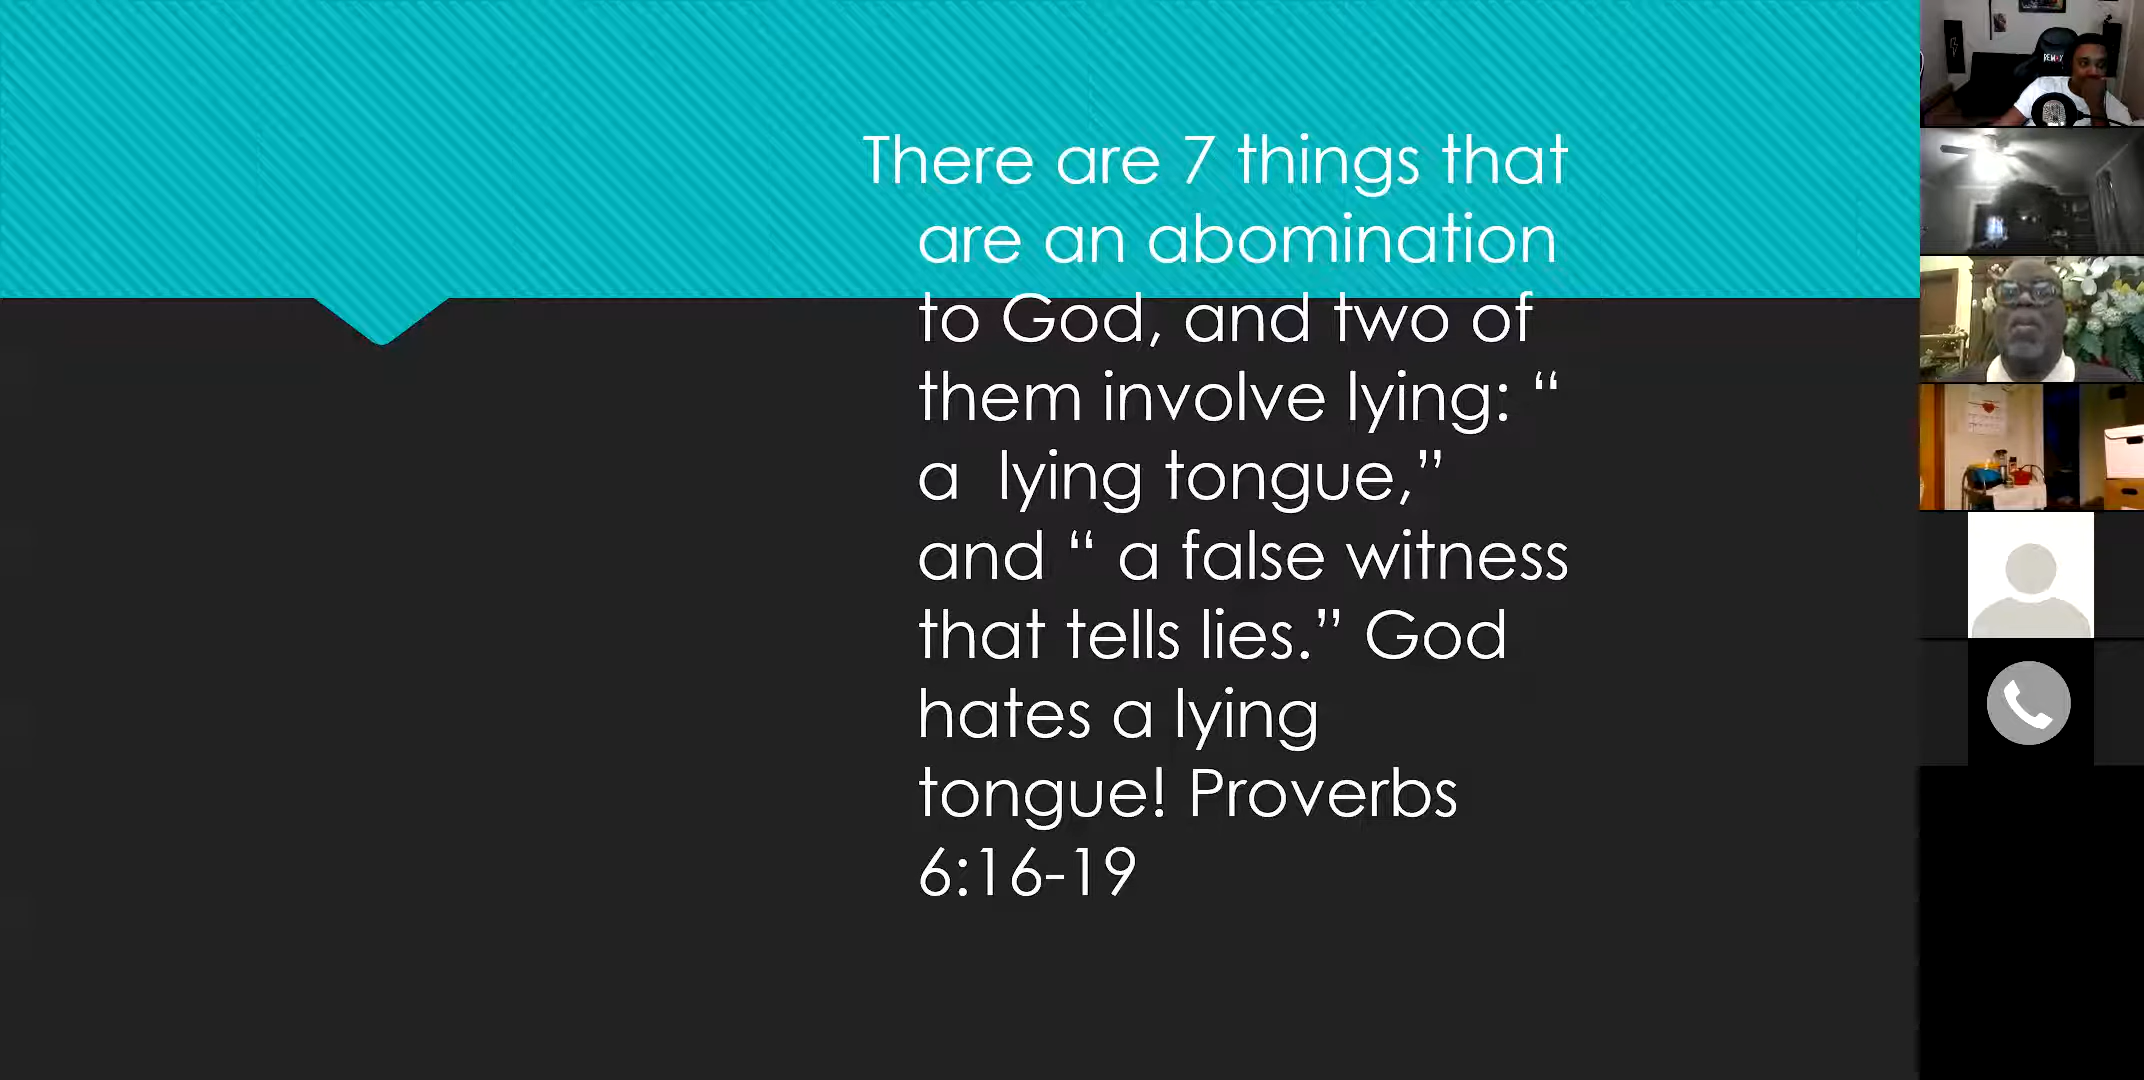 There are 7 things that
are an abomination
to God, and two of
them involve lying: “
a  lying tongue,”
and “ a false witness
that tells lies.” God
hates a lying
tongue! Proverbs
6:16-19